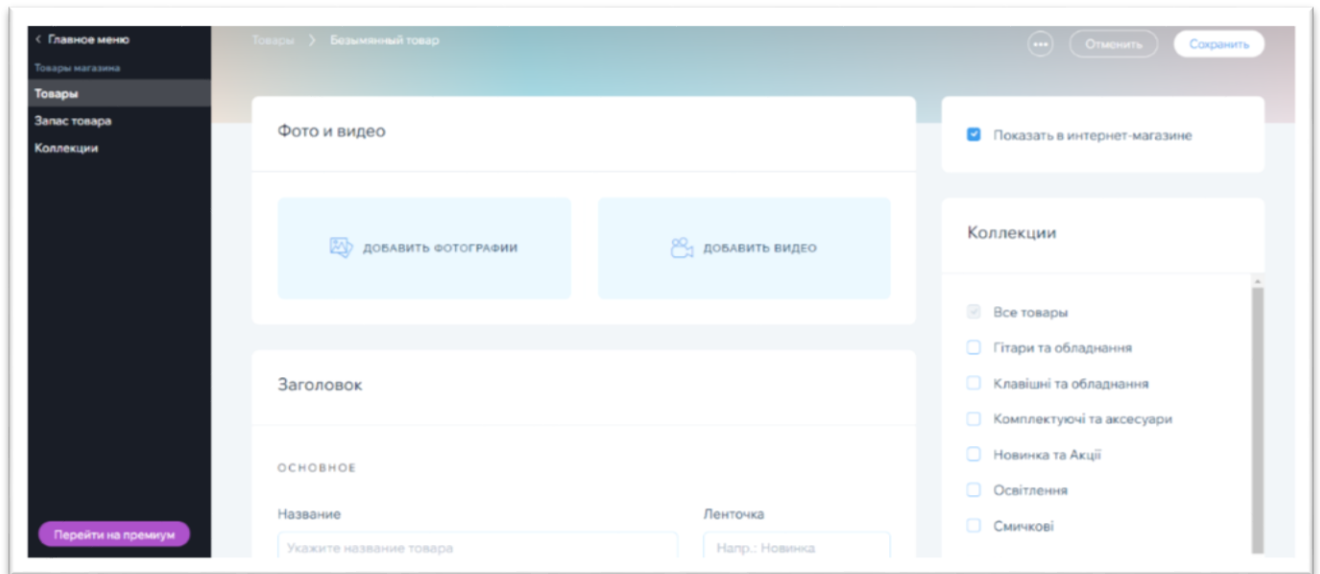 < Главное меню
Товары магазина
Товары
Запас товара
Коллекции
Перейти на премиум
Товары > Безымянный товар
Отменить
Сохранить
Фото и видео
ДОБАВИТЬ ФОТОГРАФИИ
ДОБАВИТЬ ВИДЕО
Заголовок
ОСНОВНОЕ
Название
Укажите название товара
Ленточка
Напр.: Новинка
Показать в интернет-магазине
Коллекции
Все товары
Гітари та обладнання
Клавішні та обладнання
Комплектуючі та аксесуари
Новинка та Акції
Освітлення
Смичкові